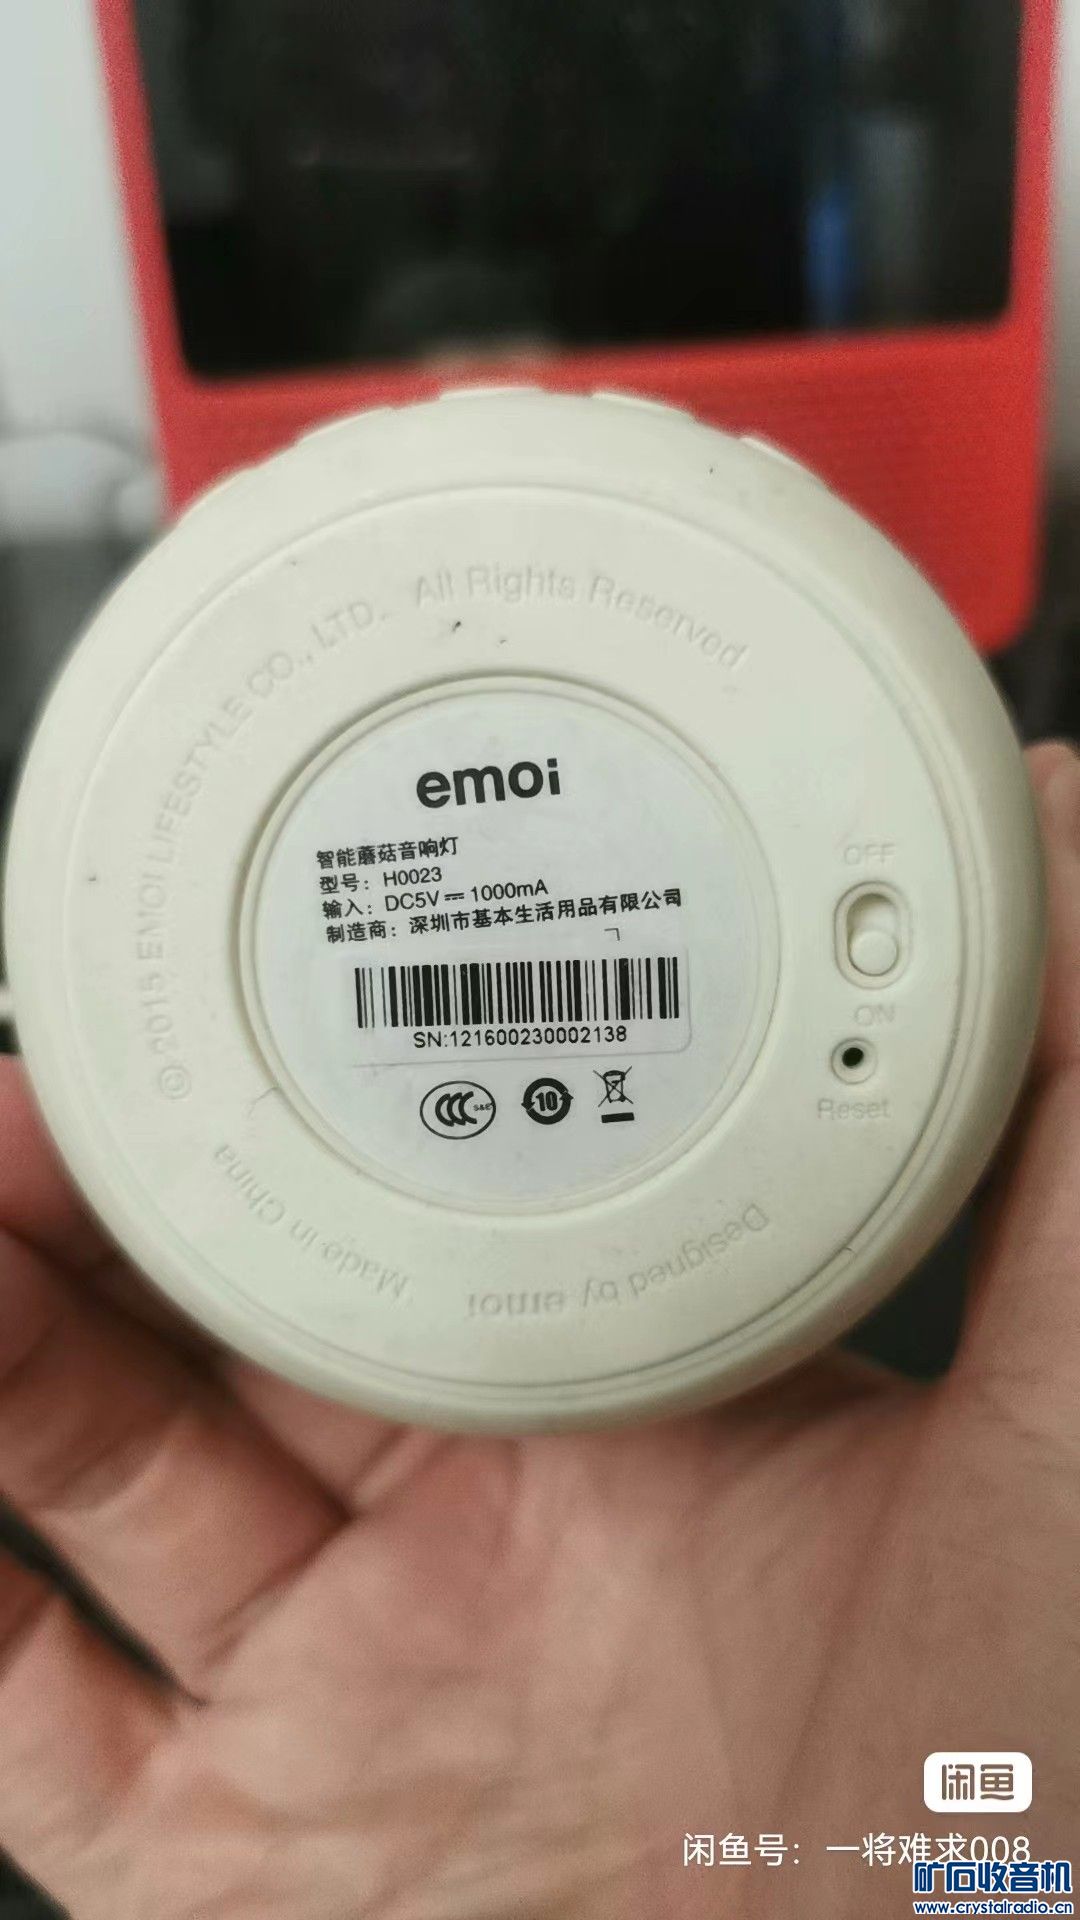 © 2015 EMOI LIFESTYLE CO., LTD. All Rights Reserved
emoi
智能蘑菇音响灯
型号：H0023
输入：DC5V⎓1000mA
制造商：深圳市基本生活用品有限公司
SN:121600230002138
S&E
10
OFF
ON
Reset
Designed by emoi
Made in China
闲鱼
闲鱼号：一将难求008
矿石收音机
www.crystalradio.cn